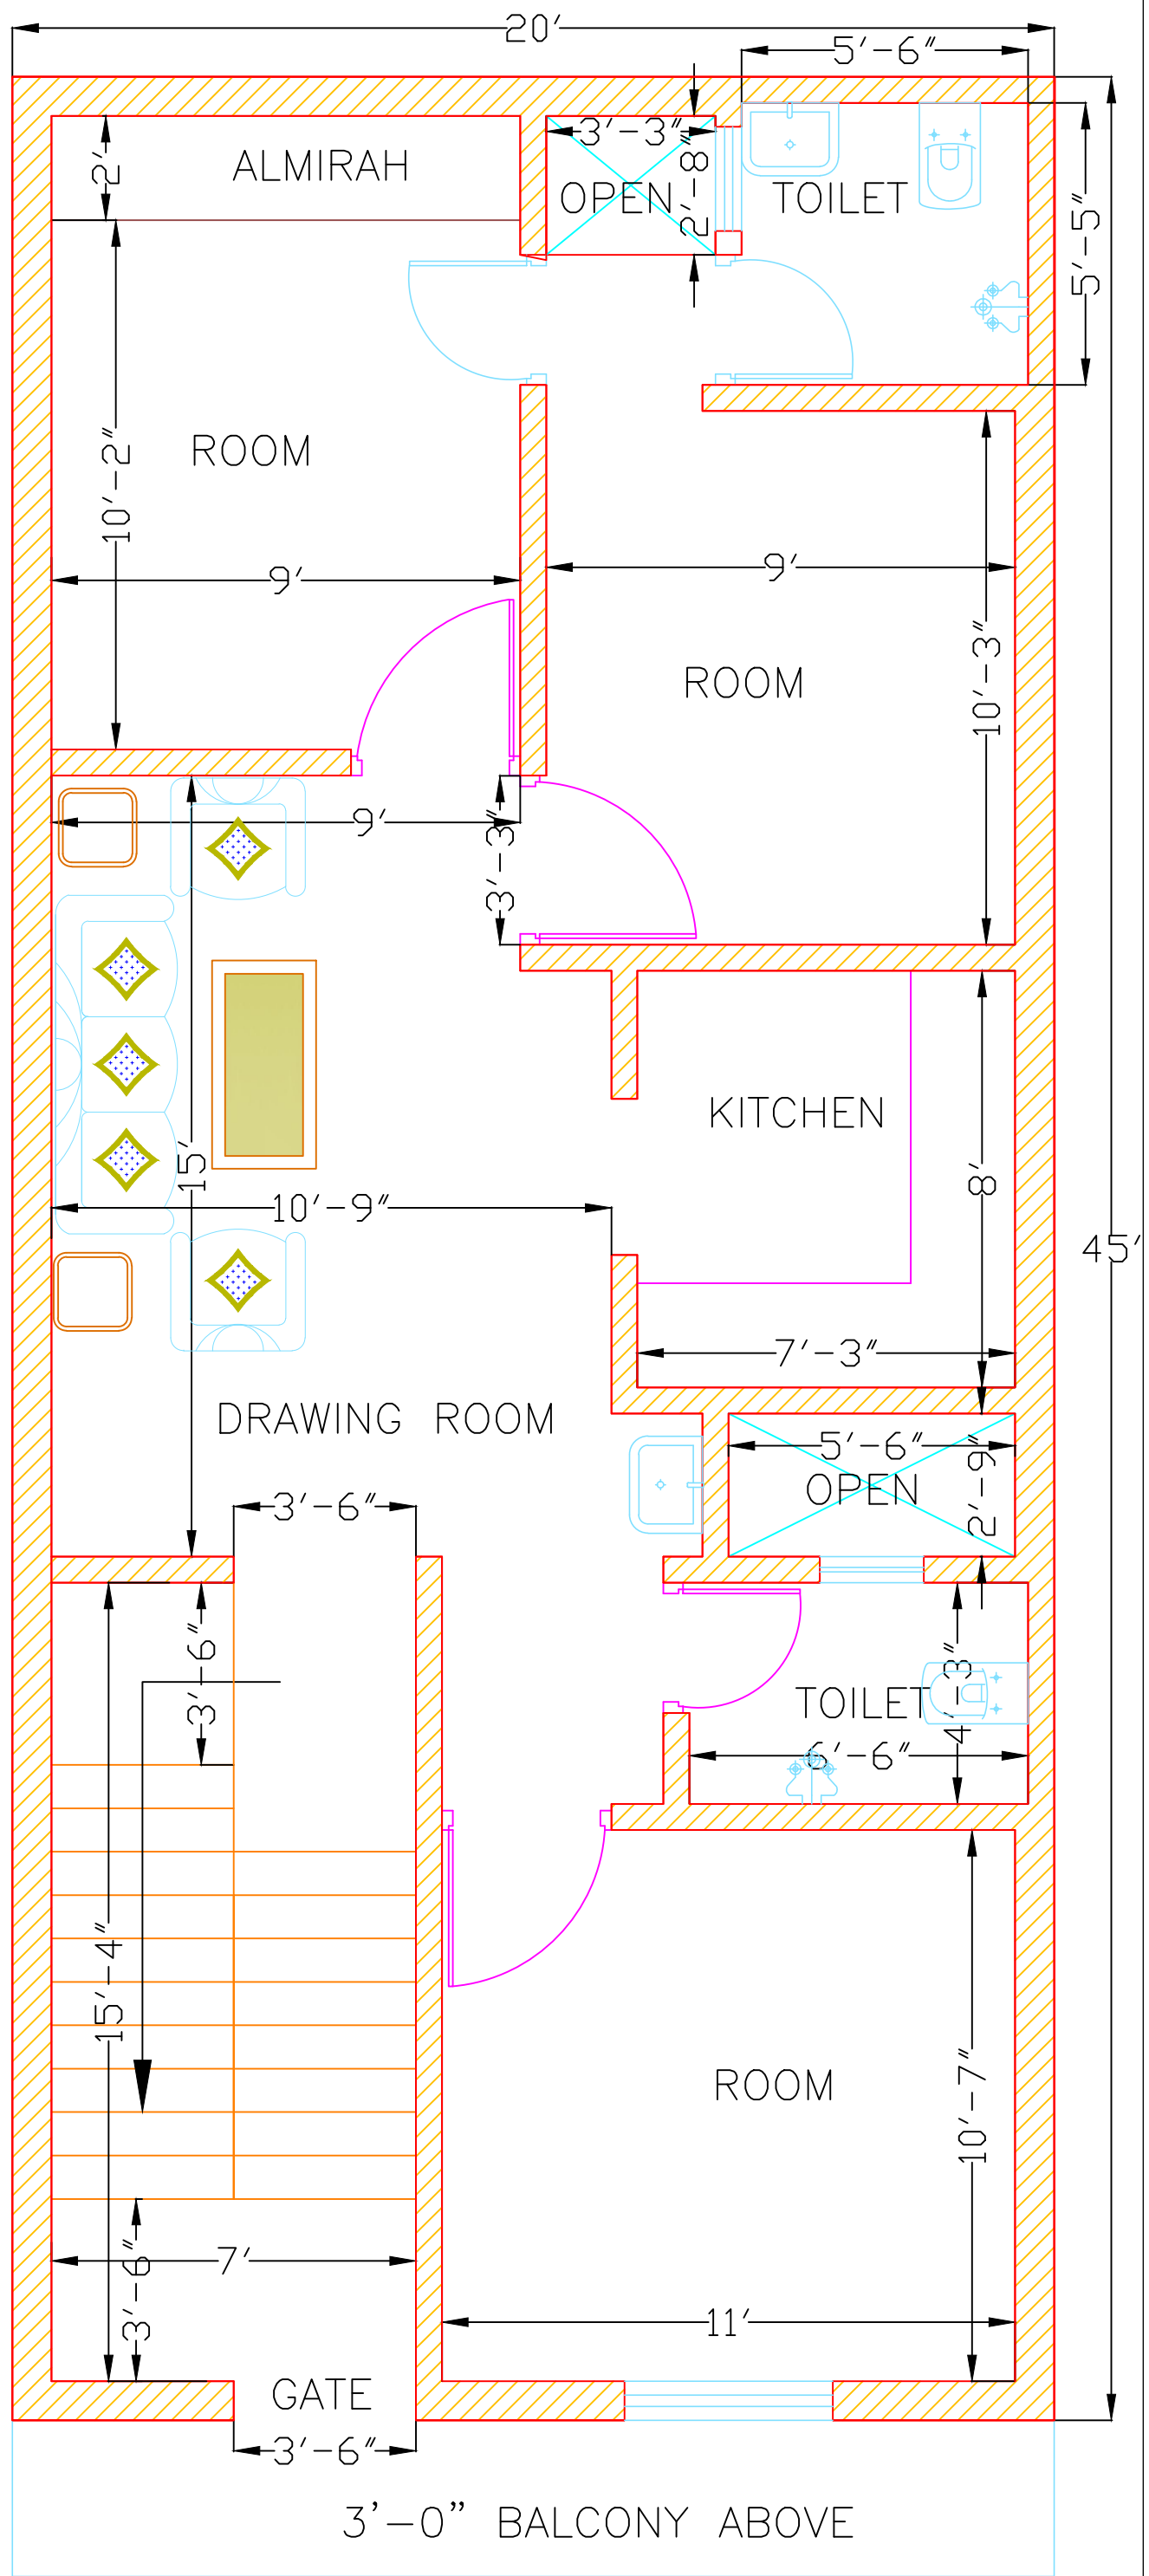 20'
5'-6"
3'-3"
2'
ALMIRAH
OPEN
2'-8"
TOILET
5'-5"
ROOM
10'-2"
9'
9'
ROOM
10'-3"
9'
3'-3"
KITCHEN
15'
8'
10'-9"
45'
7'-3"
DRAWING ROOM
5'-6"
OPEN
2'-9"
3'-6"
3'-6"
4'-3"
TOILET
6'-6"
15'-4"
ROOM
10'-7"
3'-6"
7'
11'
GATE
3'-6"
3'-0" BALCONY ABOVE